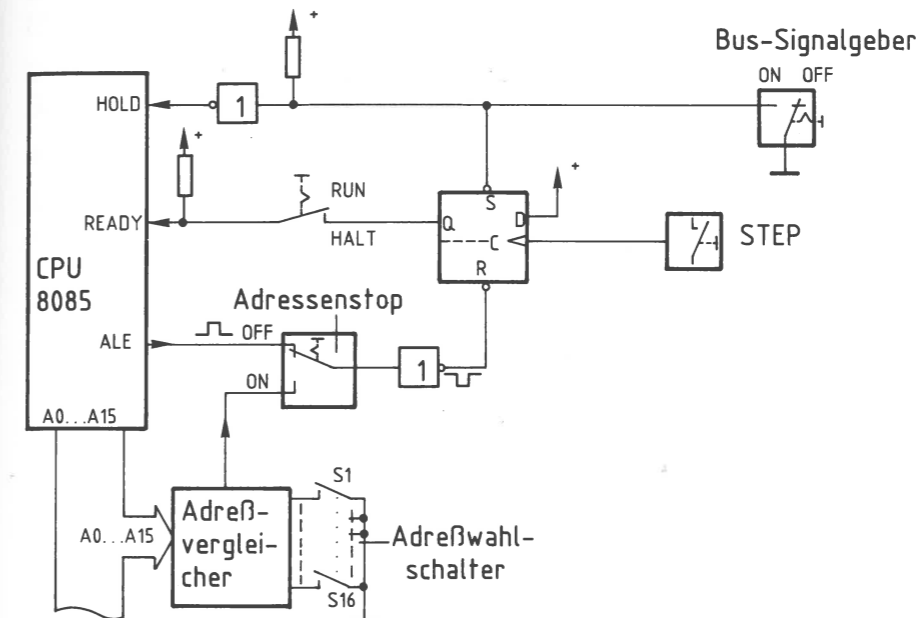 +
Bus-Signalgeber
ON OFF
HOLD
1
+
RUN
READY
HALT
S
Q
D
C
R
+
L
STEP
CPU
8085
Adressenstop
ALE
OFF
ON
1
A0...A15
A0...A15
Adreß-
verglei-
cher
S1
S16
Adreßwahl-
schalter